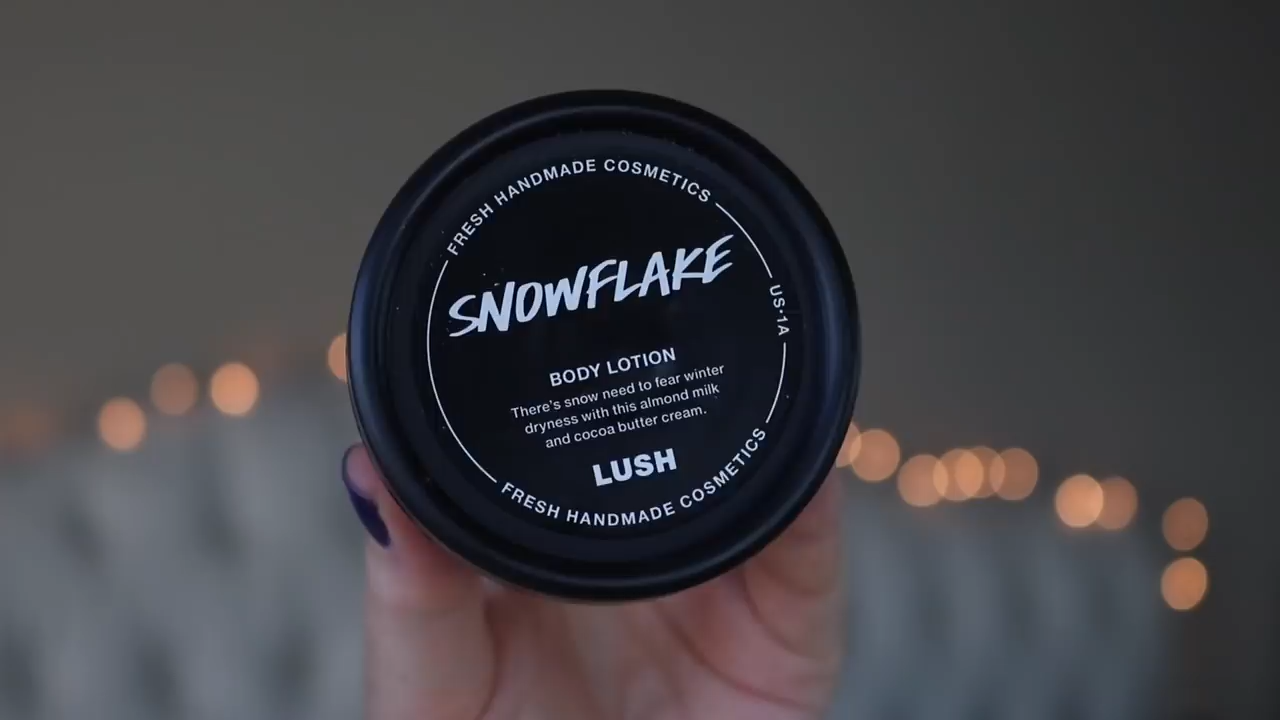 FRESH HANDMADE COSMETICS
SNOWFLAKE
US•1A
BODY LOTION
There's snow need to fear winter
dryness with this almond milk
and cocoa butter cream.
LUSH
FRESH HANDMADE COSMETICS